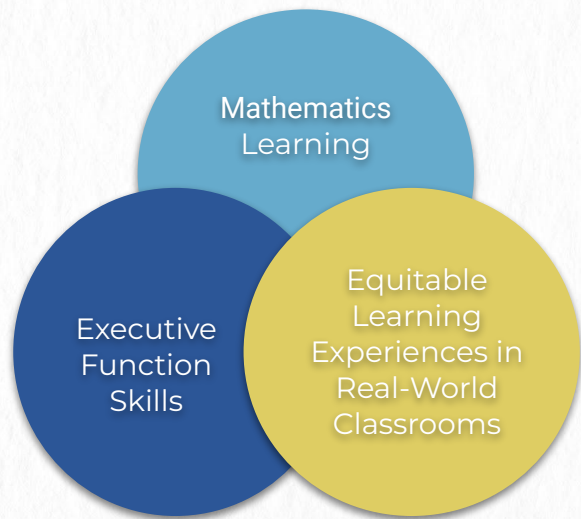 Mathematics
Learning
Executive
Function
Skills
Equitable
Learning
Experiences in
Real-World
Classrooms